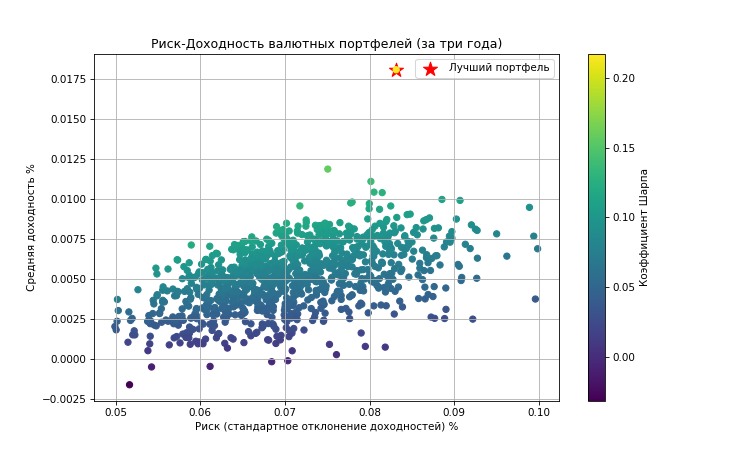 Риск-Доходность валютных портфелей (за три года)
Лучший портфель
Средняя доходность %
0.0175
0.0150
0.0125
0.0100
0.0075
0.0050
0.0025
0.0000
−0.0025
0.05 0.06 0.07 0.08 0.09 0.10
Риск (стандартное отклонение доходностей) %
0.20
0.15
0.10
0.05
0.00
Коэффициент Шарпа